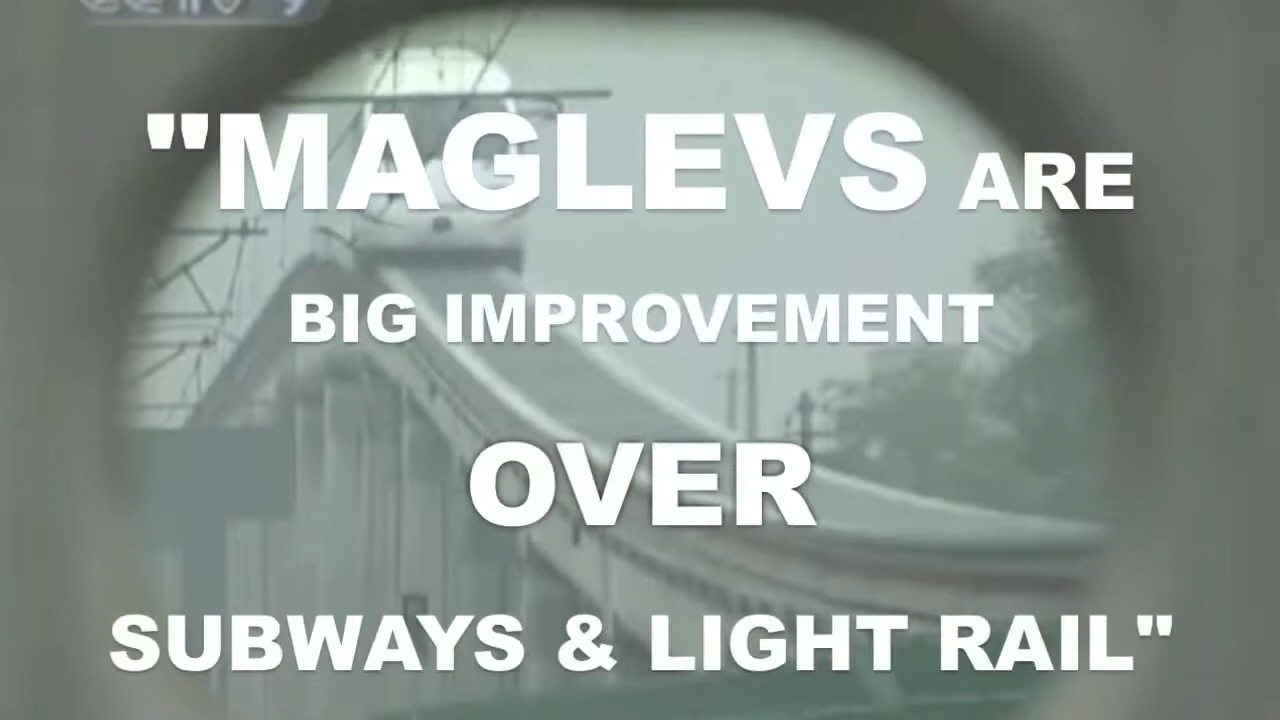 "MAGLEVS ARE
BIG IMPROVEMENT
OVER
SUBWAYS & LIGHT RAIL"